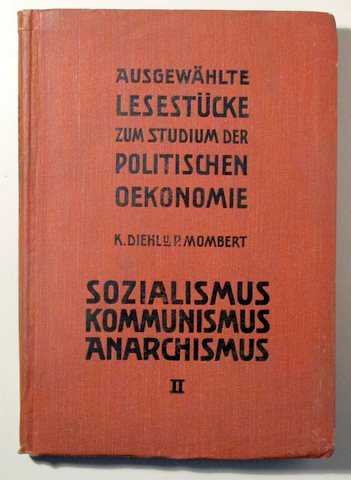 AUSGEWÄHLTE
LESESTÜCKE
ZUM STUDIUM DER
POLITISCHEN
OEKONOMIE
K. DIEHL U. P. MOMBERT
SOZIALISMUS
KOMMUNISMUS
ANARCHISMUS
II